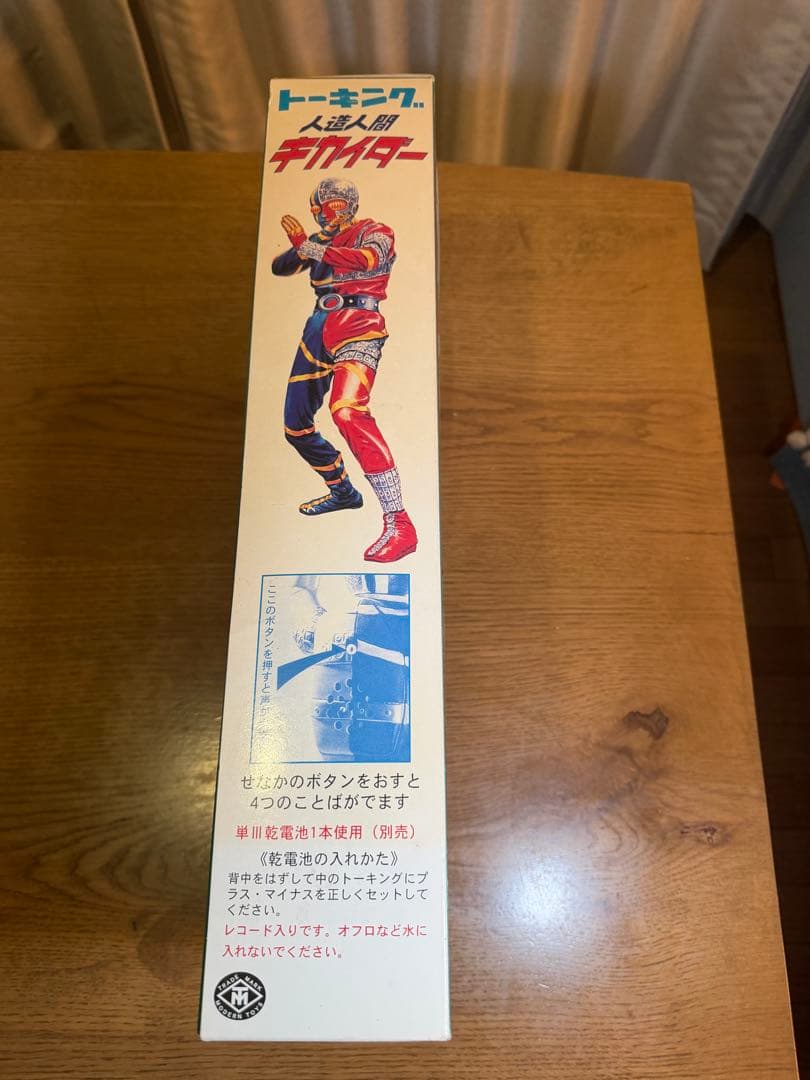 トーキング
人造人間
キカイダー
ここのボタンを押すと声が
せなかのボタンをおすと
4つのことばがでます
単Ⅲ乾電池1本使用（別売）
《乾電池の入れかた》
背中をはずして中のトーキングにプ
ラス・マイナスを正しくセットして
ください。
レコード入りです。オフロなど水に
入れないでください。
TRADE MARK
TM
MODERN TOYS